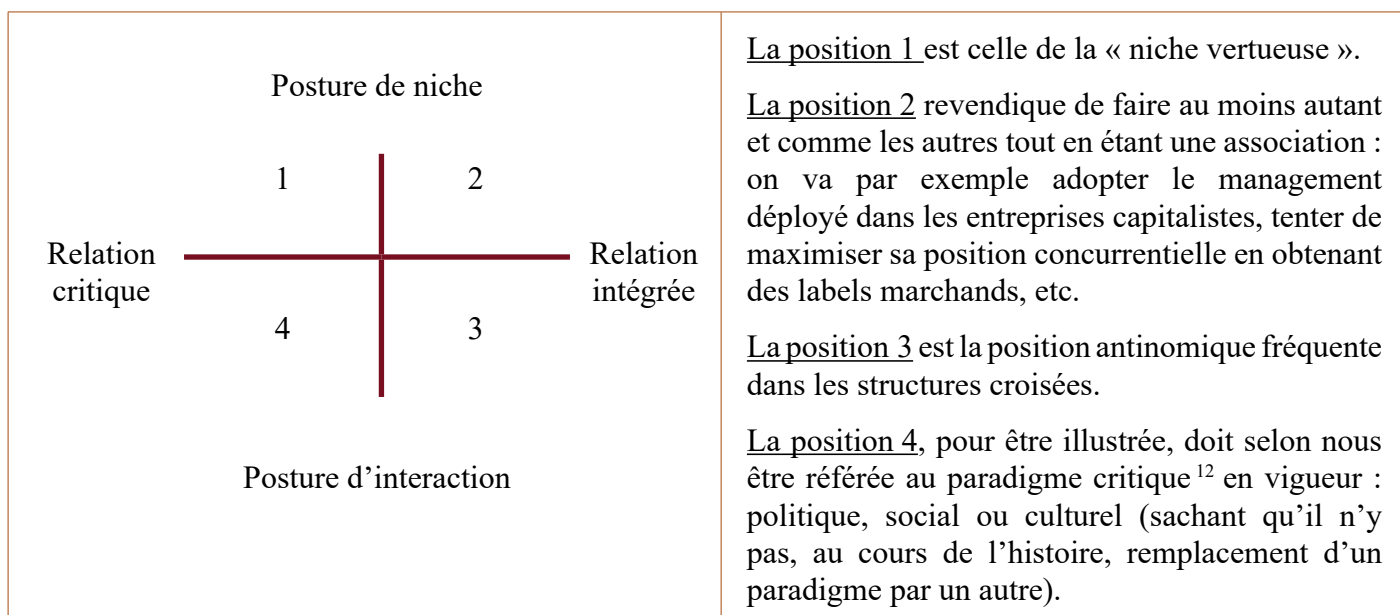 Posture de niche
1
2
Relation
critique
Relation
intégrée
4
3
Posture d’interaction
La position 1 est celle de la « niche vertueuse ».
La position 2 revendique de faire au moins autant
et comme les autres tout en étant une association :
on va par exemple adopter le management
déployé dans les entreprises capitalistes, tenter de
maximiser sa position concurrentielle en obtenant
des labels marchands, etc.
La position 3 est la position antinomique fréquente
dans les structures croisées.
La position 4, pour être illustrée, doit selon nous
être référée au paradigme critique 12 en vigueur :
politique, social ou culturel (sachant qu’il n’y
pas, au cours de l’histoire, remplacement d’un
paradigme par un autre).